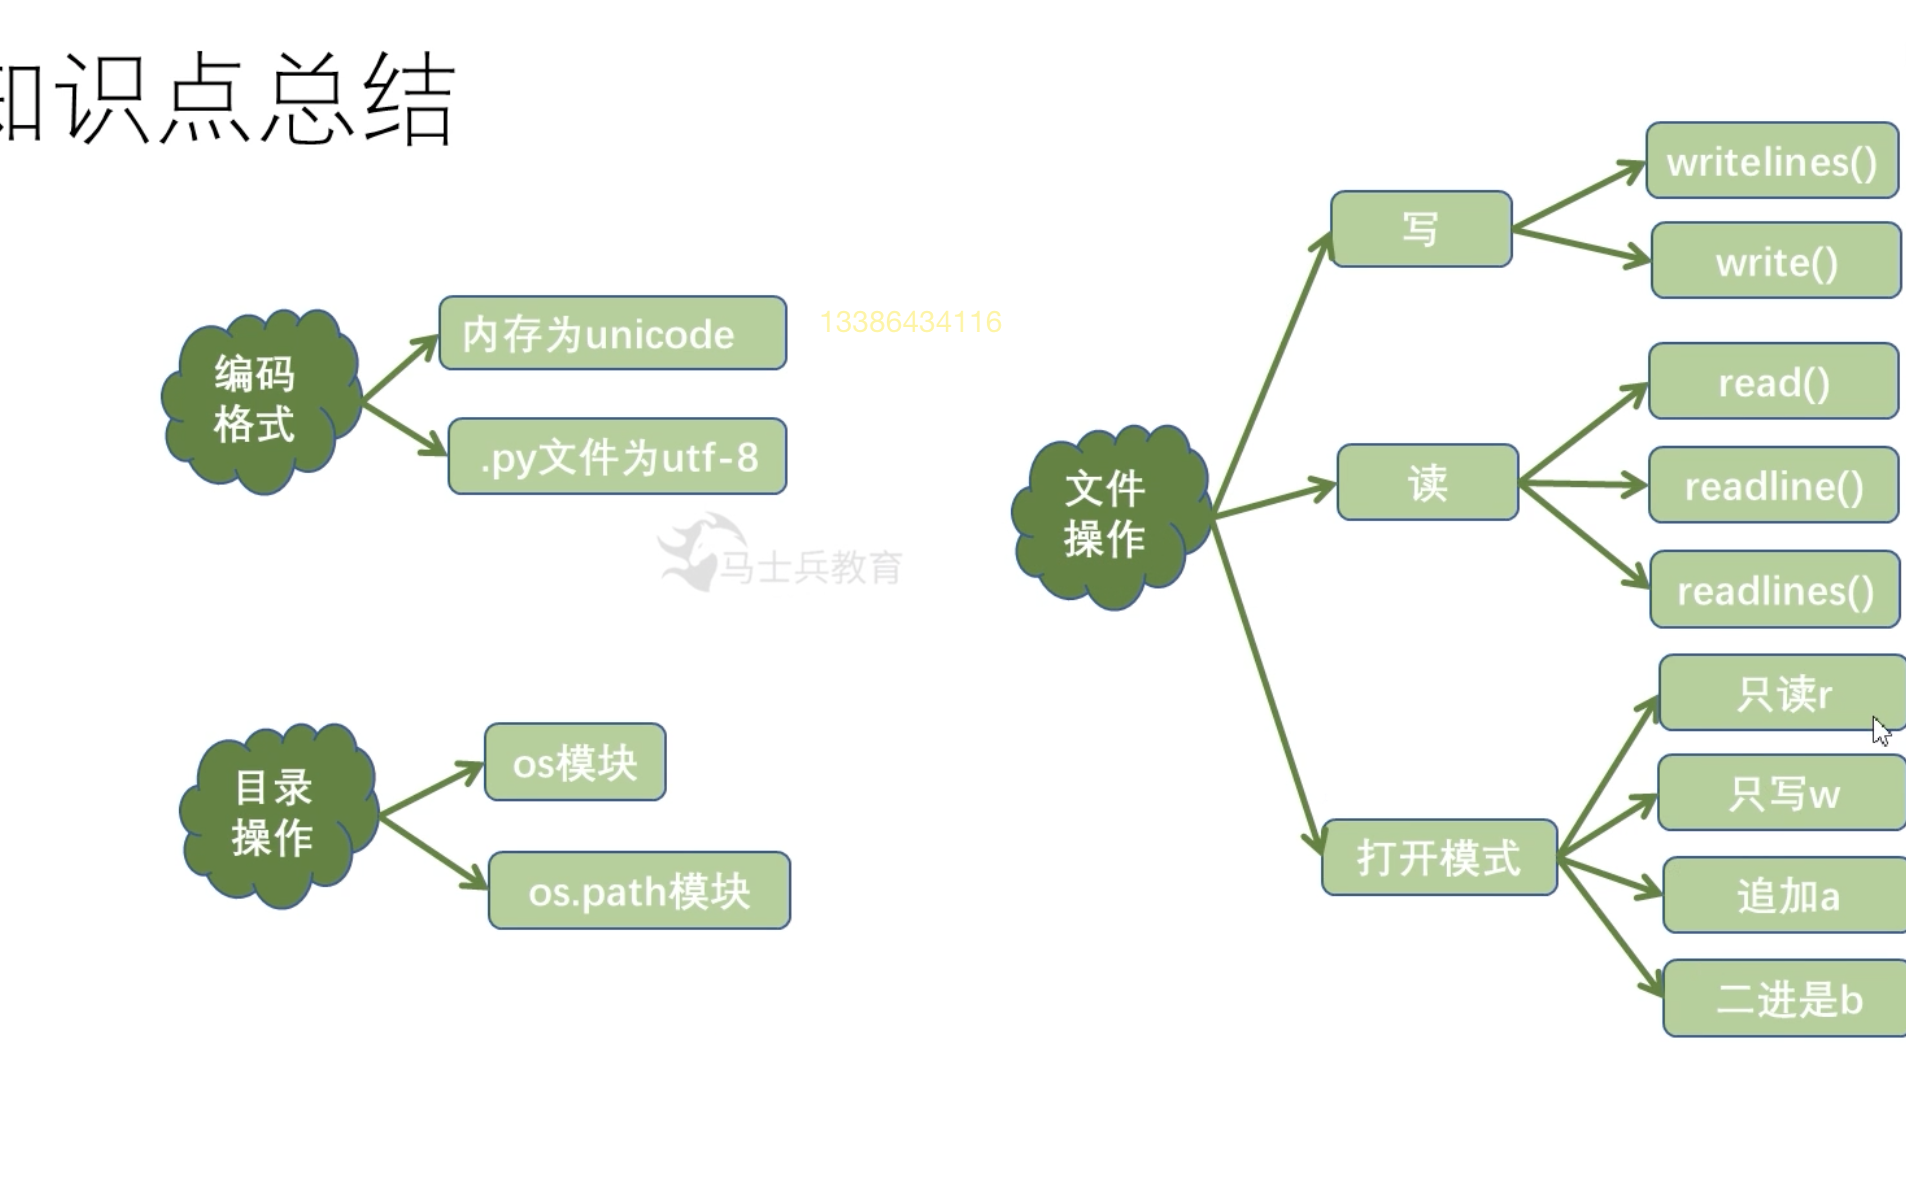 知识点总结
编码
格式
内存为unicode
.py文件为utf-8
13386434116
马士兵教育
目录
操作
os模块
os.path模块
文件
操作
写
writelines()
write()
读
read()
readline()
readlines()
打开模式
只读r
只写w
追加a
二进是b